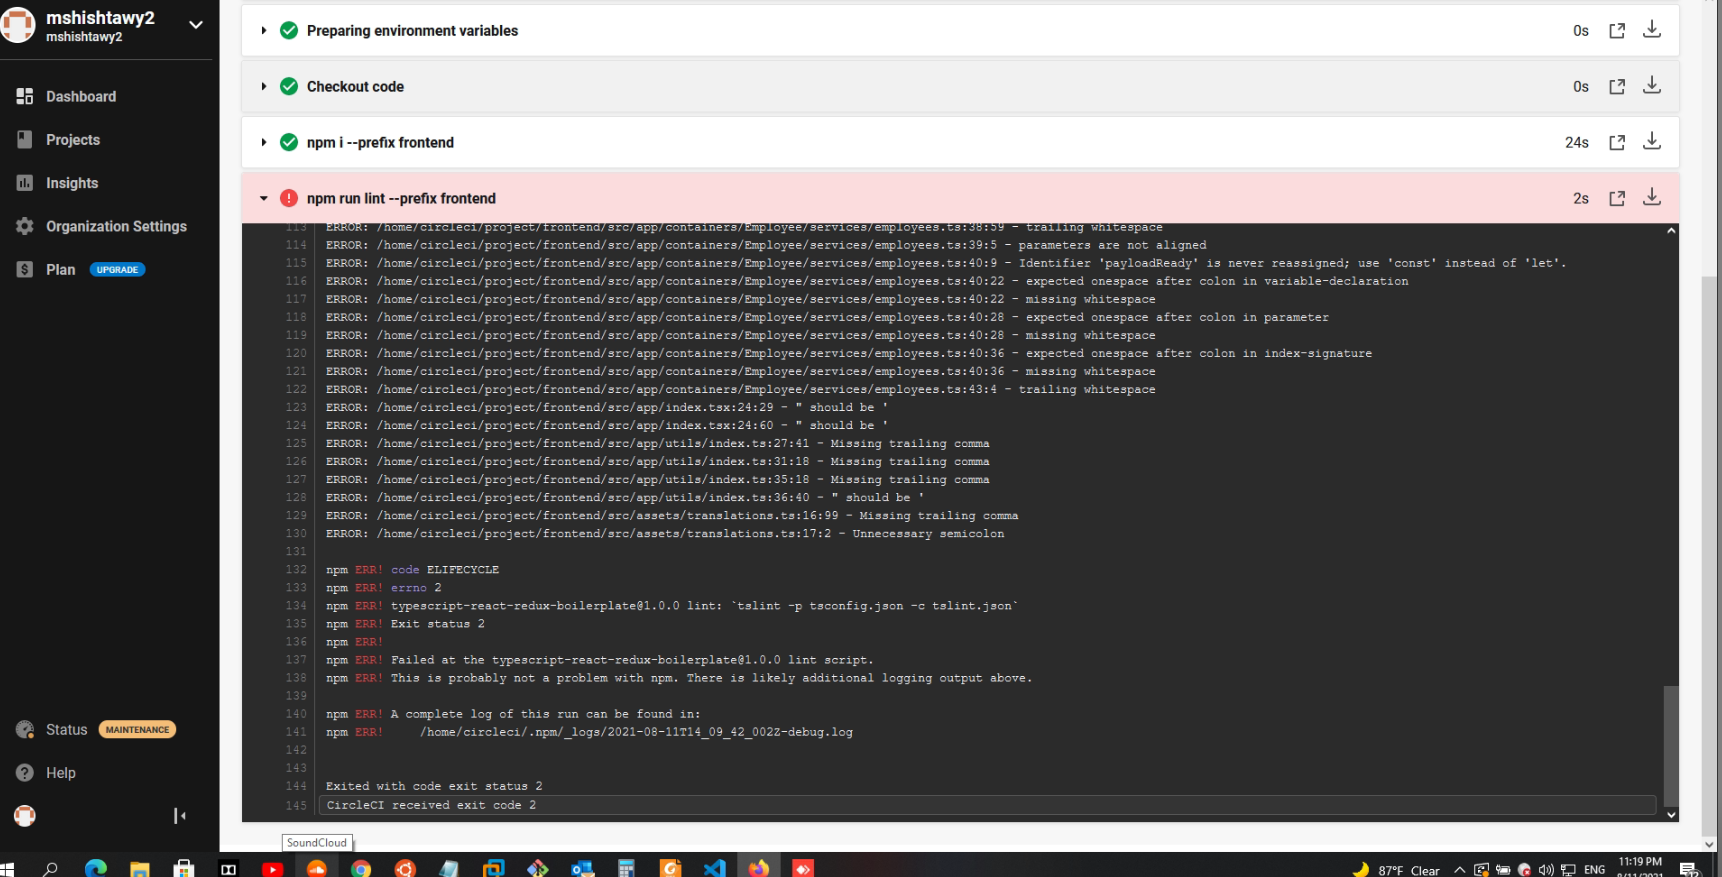 mshishtawy2
mshishtawy2
Dashboard
Projects
Insights
Organization Settings
Plan UPGRADE
Status MAINTENANCE
Help
Preparing environment variables 0s
Checkout code 0s
npm i --prefix frontend 24s
npm run lint --prefix frontend 2s
113 ERROR: /home/circleci/project/frontend/src/app/containers/Employee/services/employees.ts:38:59 - trailing whitespace
114 ERROR: /home/circleci/project/frontend/src/app/containers/Employee/services/employees.ts:39:5 - parameters are not aligned
115 ERROR: /home/circleci/project/frontend/src/app/containers/Employee/services/employees.ts:40:9 - Identifier 'payloadReady' is never reassigned; use 'const' instead of 'let'.
116 ERROR: /home/circleci/project/frontend/src/app/containers/Employee/services/employees.ts:40:22 - expected onespace after colon in variable-declaration
117 ERROR: /home/circleci/project/frontend/src/app/containers/Employee/services/employees.ts:40:22 - missing whitespace
118 ERROR: /home/circleci/project/frontend/src/app/containers/Employee/services/employees.ts:40:28 - expected onespace after colon in parameter
119 ERROR: /home/circleci/project/frontend/src/app/containers/Employee/services/employees.ts:40:28 - missing whitespace
120 ERROR: /home/circleci/project/frontend/src/app/containers/Employee/services/employees.ts:40:36 - expected onespace after colon in index-signature
121 ERROR: /home/circleci/project/frontend/src/app/containers/Employee/services/employees.ts:40:36 - missing whitespace
122 ERROR: /home/circleci/project/frontend/src/app/containers/Employee/services/employees.ts:43:4 - trailing whitespace
123 ERROR: /home/circleci/project/frontend/src/app/index.tsx:24:29 - " should be '
124 ERROR: /home/circleci/project/frontend/src/app/index.tsx:24:60 - " should be '
125 ERROR: /home/circleci/project/frontend/src/app/utils/index.ts:27:41 - Missing trailing comma
126 ERROR: /home/circleci/project/frontend/src/app/utils/index.ts:31:18 - Missing trailing comma
127 ERROR: /home/circleci/project/frontend/src/app/utils/index.ts:35:18 - Missing trailing comma
128 ERROR: /home/circleci/project/frontend/src/app/utils/index.ts:36:40 - " should be '
129 ERROR: /home/circleci/project/frontend/src/assets/translations.ts:16:99 - Missing trailing comma
130 ERROR: /home/circleci/project/frontend/src/assets/translations.ts:17:2 - Unnecessary semicolon
131
132 npm ERR! code ELIFECYCLE
133 npm ERR! errno 2
134 npm ERR! typescript-react-redux-boilerplate@1.0.0 lint: `tslint -p tsconfig.json -c tslint.json`
135 npm ERR! Exit status 2
136 npm ERR!
137 npm ERR! Failed at the typescript-react-redux-boilerplate@1.0.0 lint script.
138 npm ERR! This is probably not a problem with npm. There is likely additional logging output above.
139
140 npm ERR! A complete log of this run can be found in:
141 npm ERR!     /home/circleci/.npm/_logs/2021-08-11T14_09_42_002Z-debug.log
142
143
144 Exited with code exit status 2
145 CircleCI received exit code 2
SoundCloud
87°F Clear ENG 11:19 PM
8/11/2021